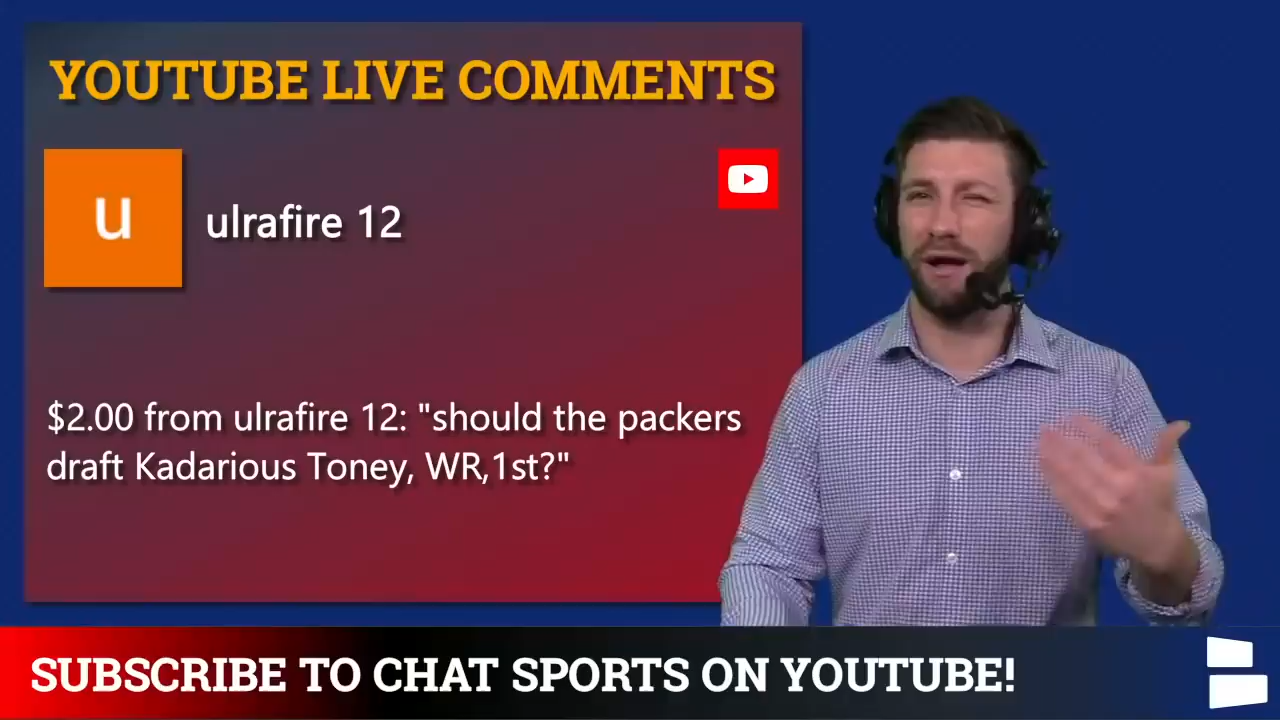 YOUTUBE LIVE COMMENTS
u
ulrafire 12
$2.00 from ulrafire 12: "should the packers
draft Kadarious Toney, WR,1st?"
SUBSCRIBE TO CHAT SPORTS ON YOUTUBE!